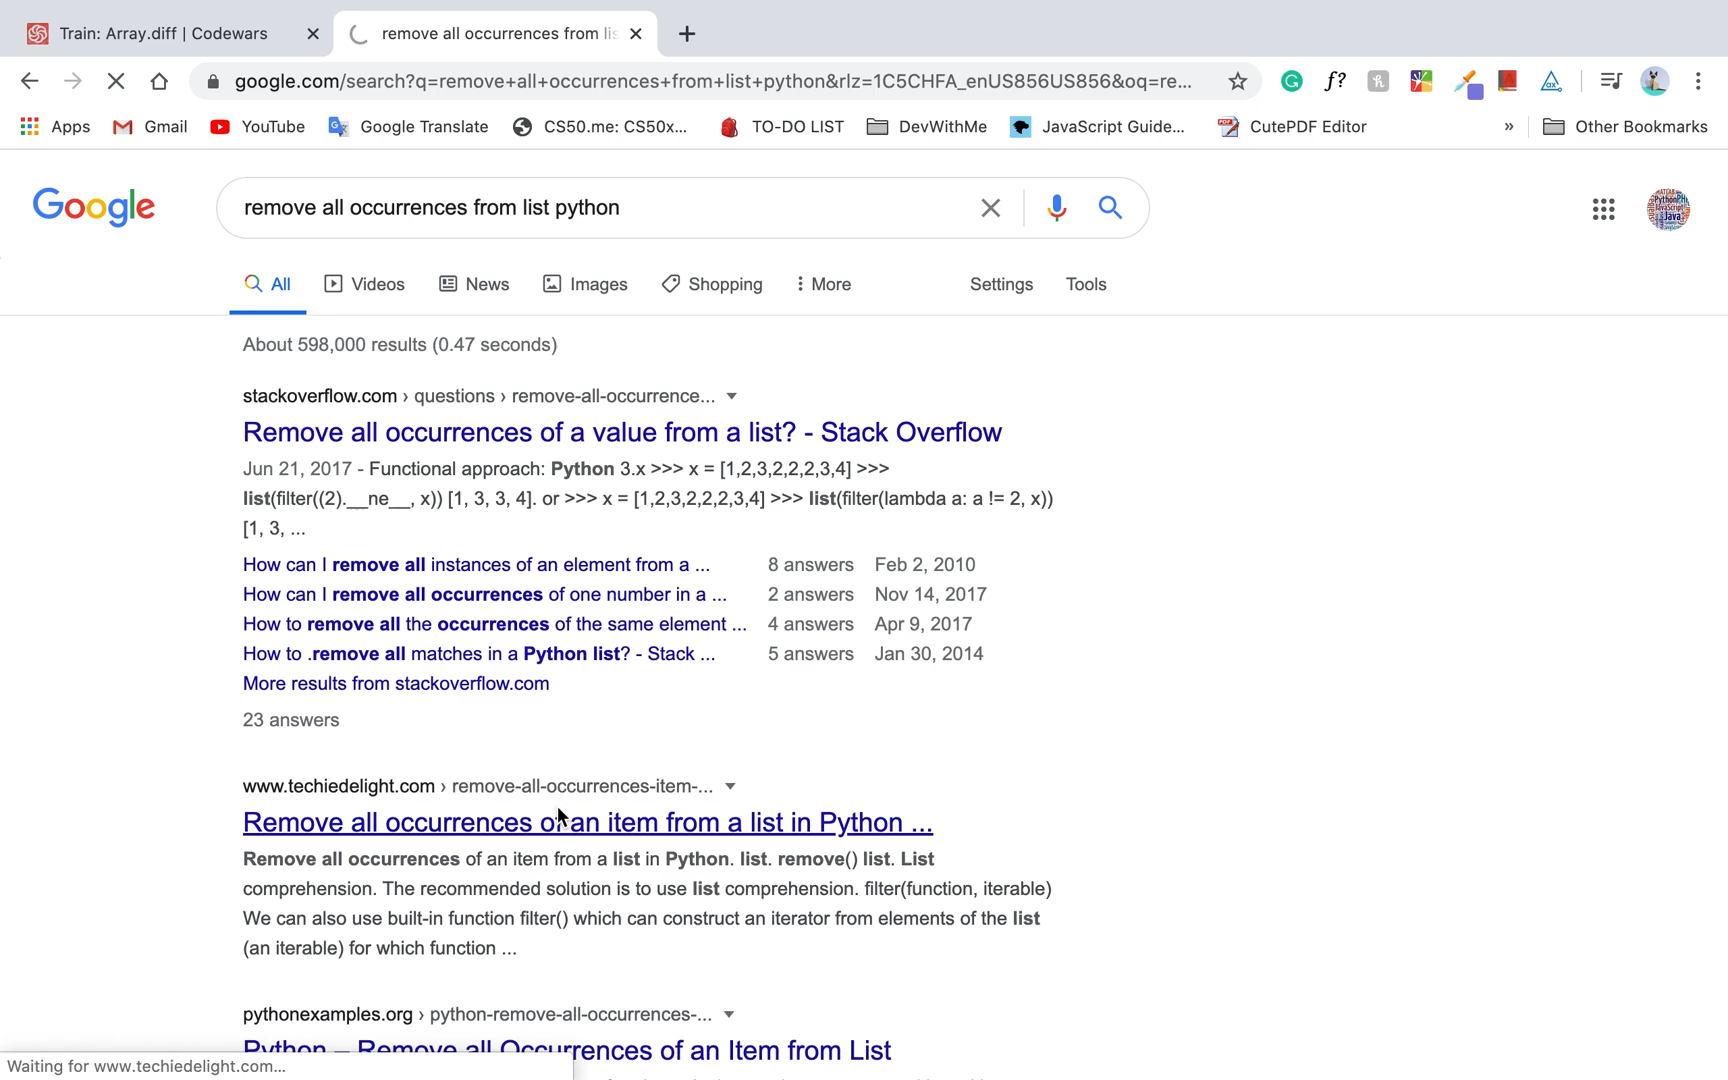 Train: Array.diff | Codewars
remove all occurrences from lis
google.com/search?q=remove+all+occurrences+from+list+python&rlz=1C5CHFA_enUS856US856&oq=re...
f?
Apps Gmail YouTube Google Translate CS50.me: CS50x... TO-DO LIST DevWithMe JavaScript Guide... CutePDF Editor » Other Bookmarks
Google
remove all occurrences from list python
All Videos News Images Shopping More Settings Tools
About 598,000 results (0.47 seconds)
stackoverflow.com › questions › remove-all-occurrence...
Remove all occurrences of a value from a list? - Stack Overflow
Jun 21, 2017 - Functional approach: Python 3.x >>> x = [1,2,3,2,2,2,3,4] >>>
list(filter((2).__ne__, x)) [1, 3, 3, 4]. or >>> x = [1,2,3,2,2,2,3,4] >>> list(filter(lambda a: a != 2, x))
[1, 3, ...
How can I remove all instances of an element from a ... 8 answers Feb 2, 2010
How can I remove all occurrences of one number in a ... 2 answers Nov 14, 2017
How to remove all the occurrences of the same element ... 4 answers Apr 9, 2017
How to .remove all matches in a Python list? - Stack ... 5 answers Jan 30, 2014
More results from stackoverflow.com
23 answers
www.techiedelight.com › remove-all-occurrences-item-...
Remove all occurrences of an item from a list in Python ...
Remove all occurrences of an item from a list in Python. list. remove() list. List
comprehension. The recommended solution is to use list comprehension. filter(function, iterable)
We can also use built-in function filter() which can construct an iterator from elements of the list
(an iterable) for which function ...
pythonexamples.org › python-remove-all-occurrences-...
Python – Remove all Occurrences of an Item from List
Waiting for www.techiedelight.com...